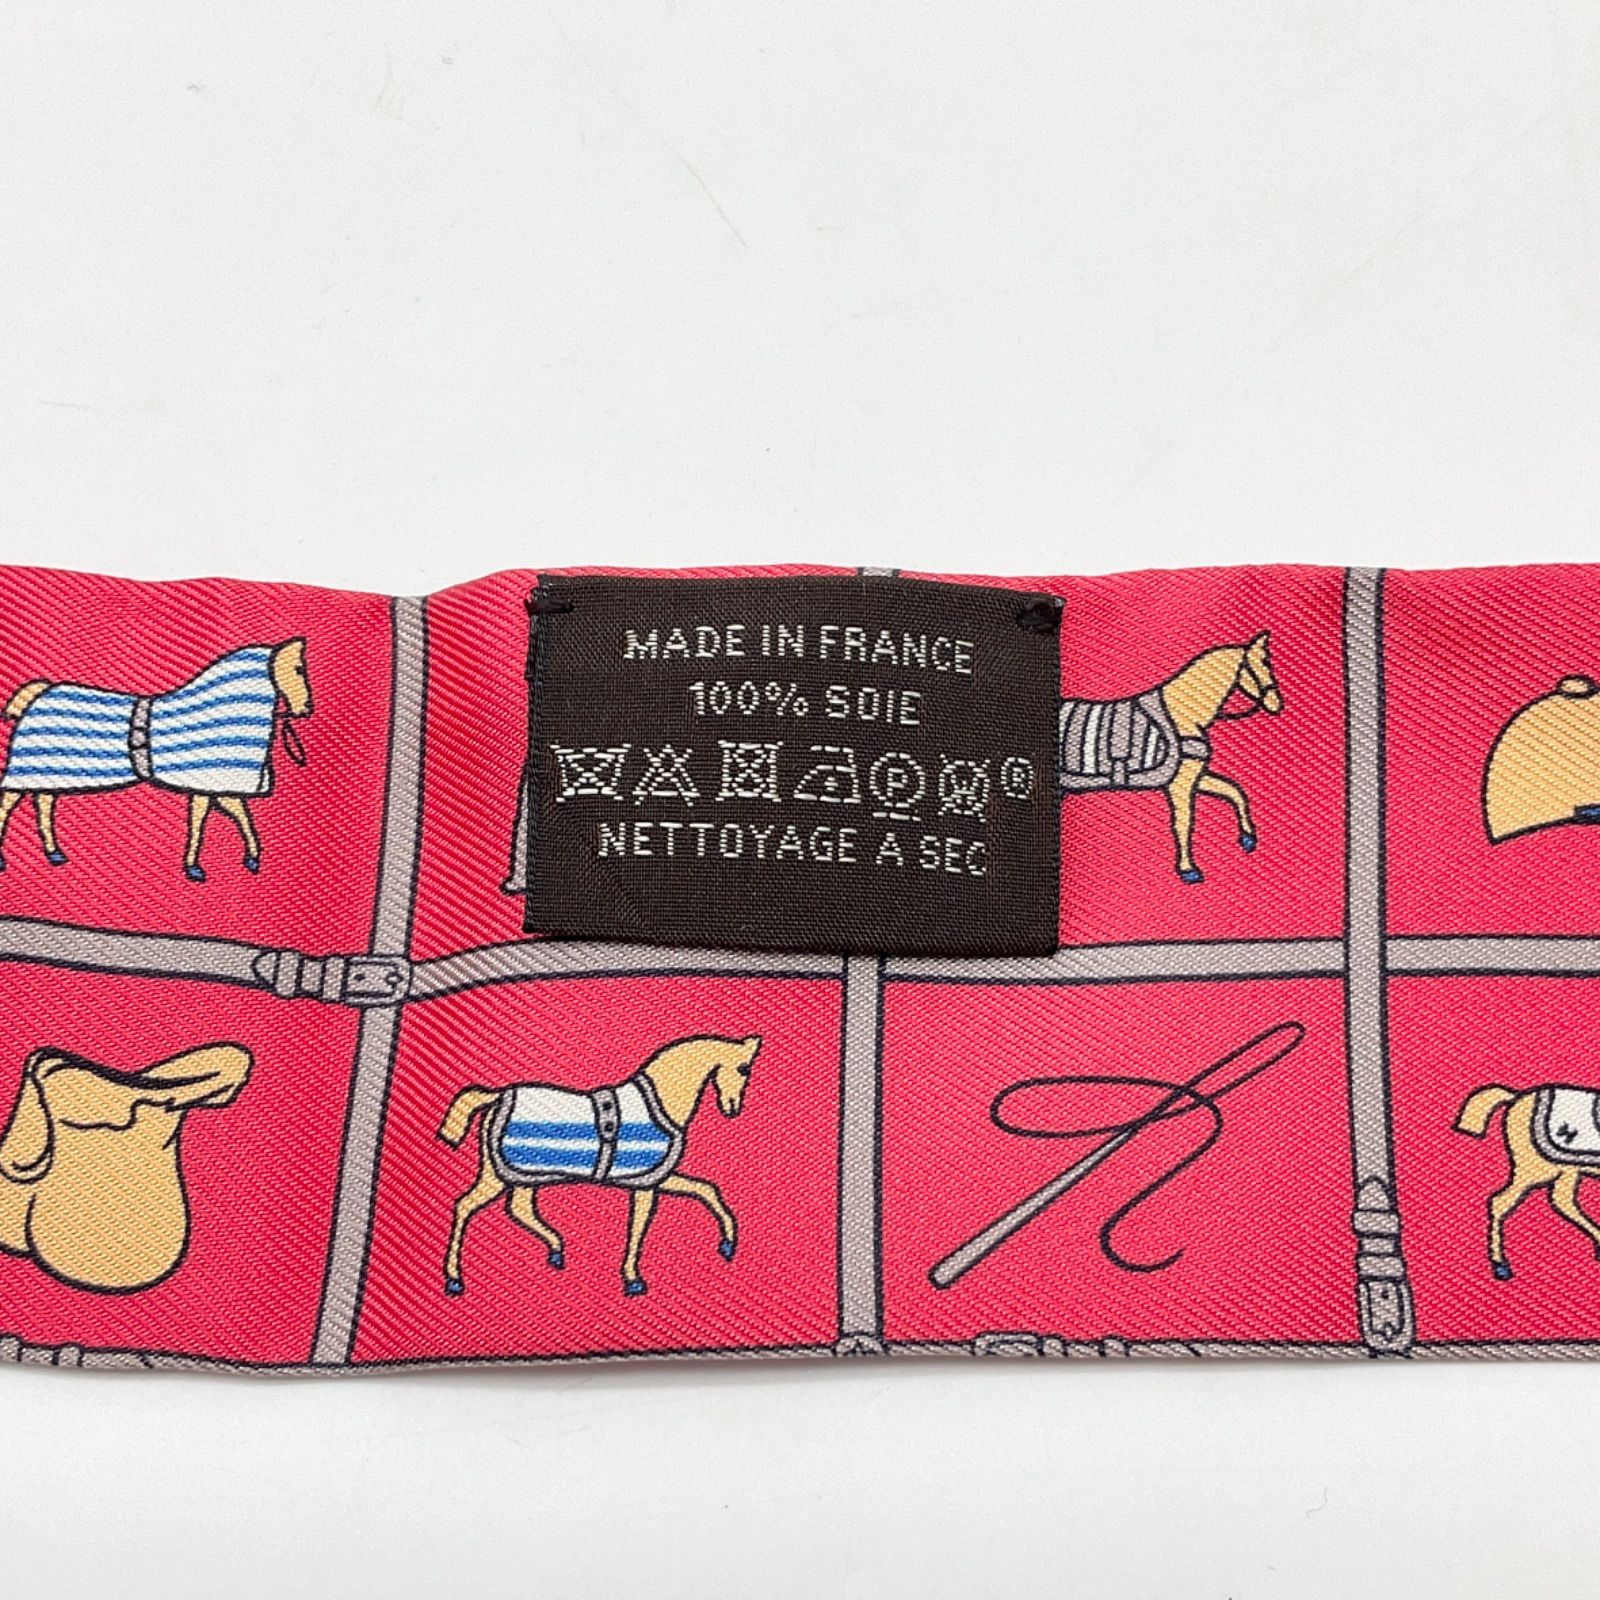 MADE IN FRANCE
100% SOIE
P ®
NETTOYAGE A SEC